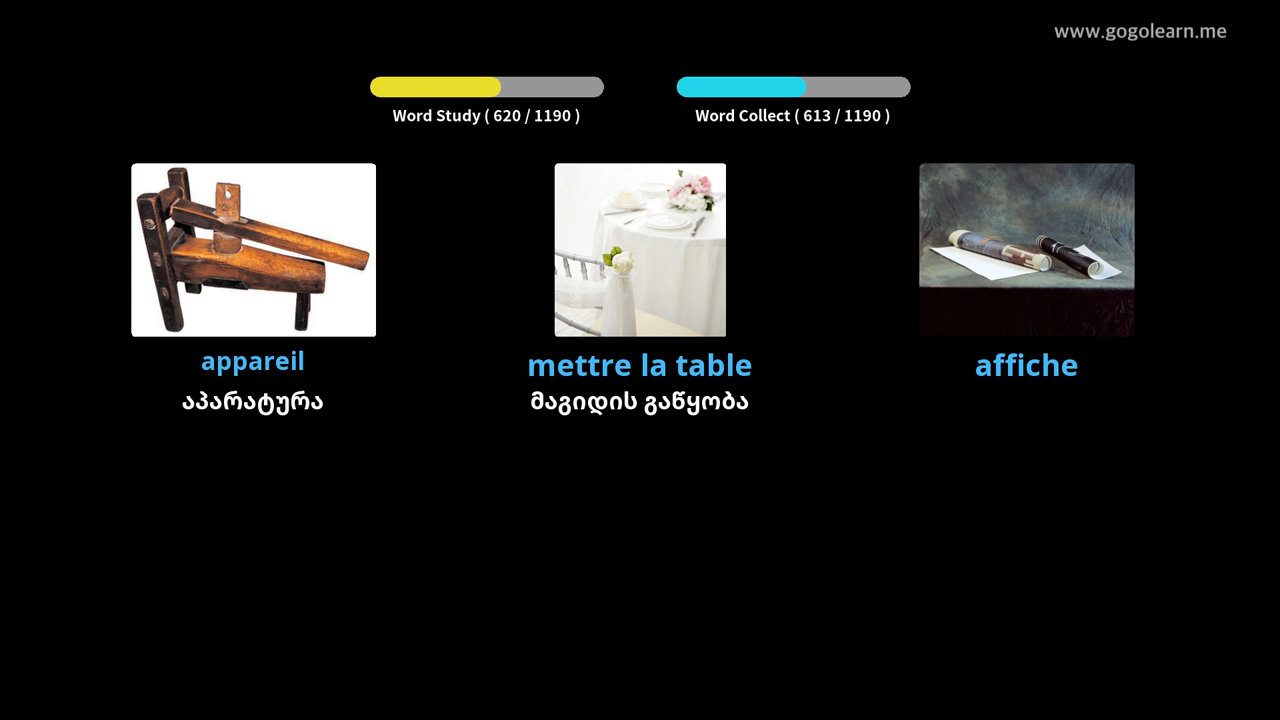 www.gogolearn.me
Word Study ( 620 / 1190 )
Word Collect ( 613 / 1190 )
appareil
აპარატურა
mettre la table
მაგიდის გაწყობა
affiche